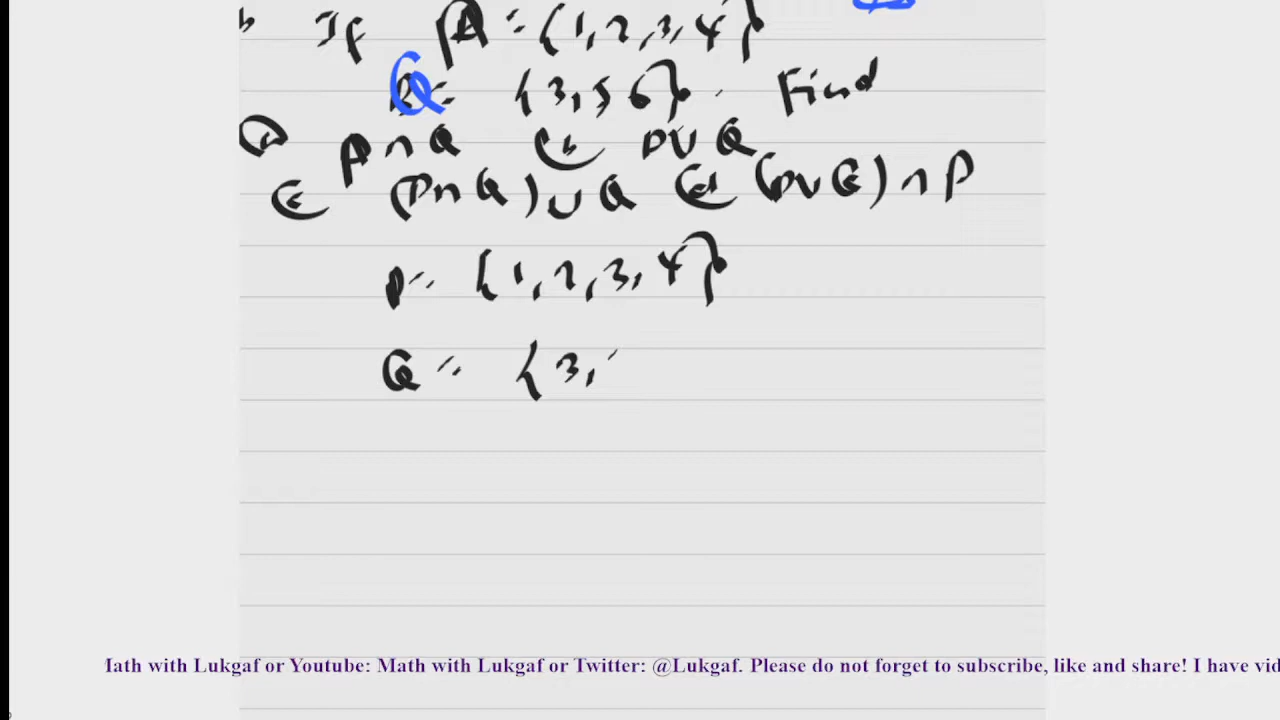 If P = {1, 2, 3, 4}
Q = {3, 5 6} . Find
(a) P ∩ Q (b) P ∪ Q
(c) (P ∩ Q) ∪ Q (d) (P ∪ Q) ∩ P
P = {1, 2, 3, 4}
Q = {3,
Math with Lukgaf or Youtube: Math with Lukgaf or Twitter: @Lukgaf. Please do not forget to subscribe, like and share! I have vid